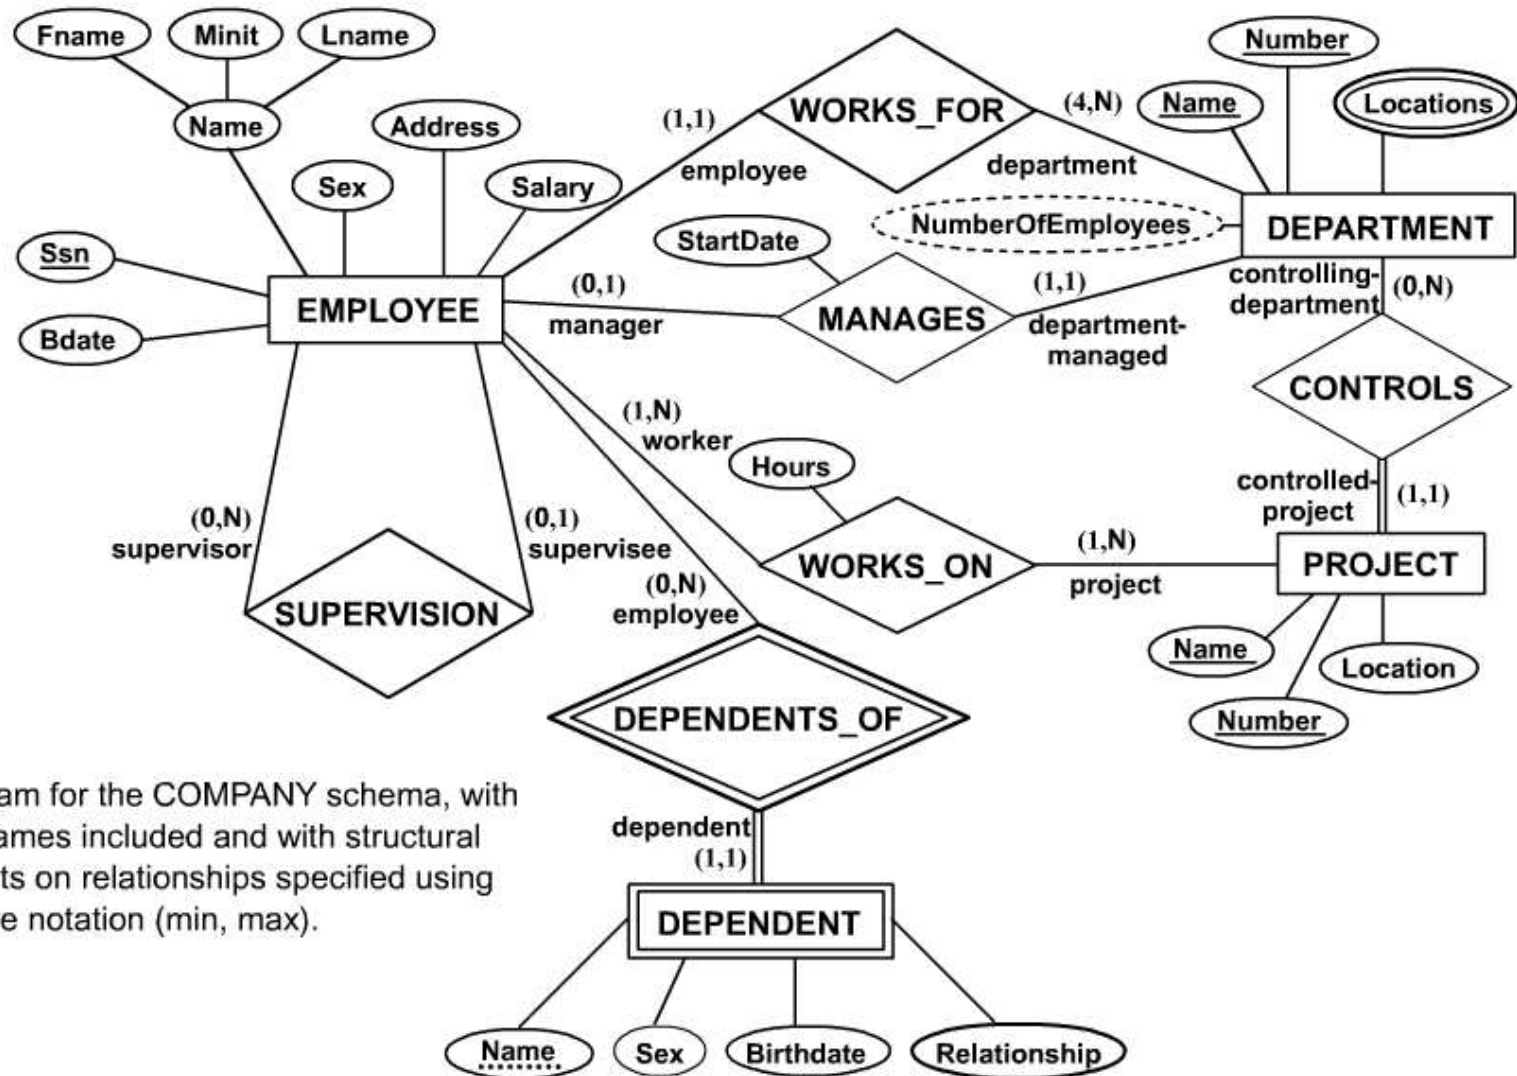 Fname
Minit
Lname
Name
Address
Sex
Salary
Ssn
Bdate
EMPLOYEE
(1,1)
employee
WORKS_FOR
(4,N)
department
Number
Name
Locations
NumberOfEmployees
DEPARTMENT
StartDate
(0,1)
manager
MANAGES
(1,1)
department-
managed
controlling-
department
(0,N)
CONTROLS
controlled-
project
(1,1)
(1,N)
worker
Hours
WORKS_ON
(1,N)
project
PROJECT
Name
Number
Location
(0,N)
supervisor
(0,1)
supervisee
SUPERVISION
(0,N)
employee
DEPENDENTS_OF
am for the COMPANY schema, with
ames included and with structural
ts on relationships specified using
e notation (min, max).
dependent
(1,1)
DEPENDENT
Name
Sex
Birthdate
Relationship